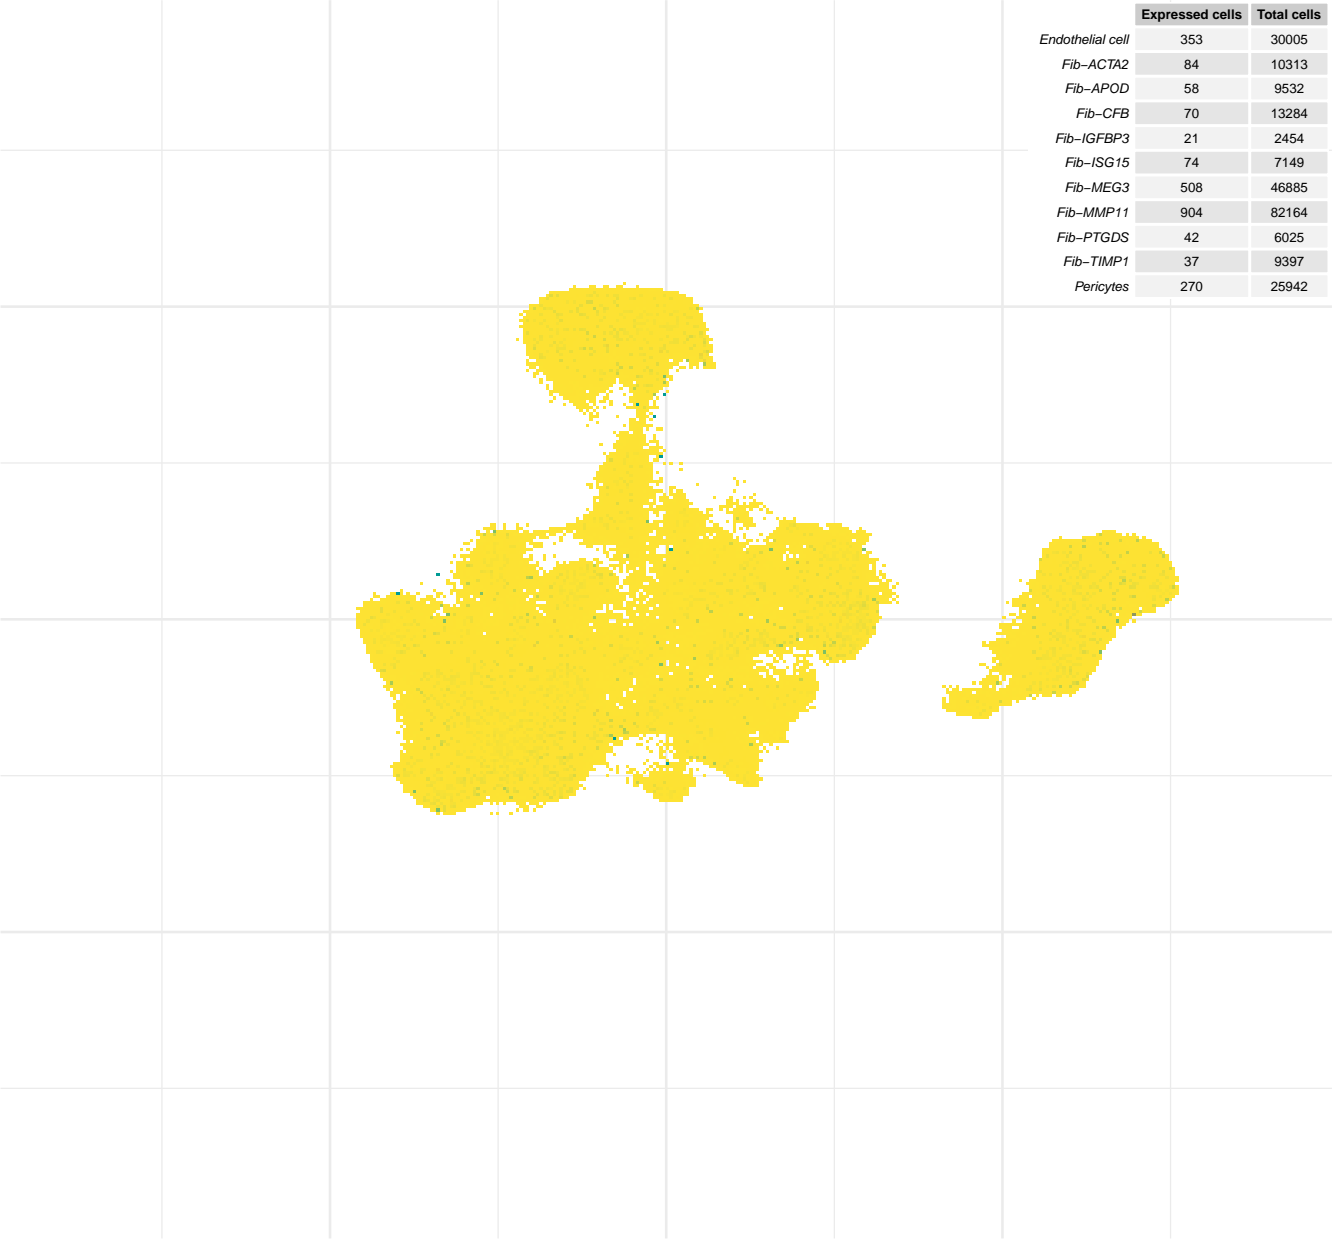 Expressed cells Total cells
Endothelial cell 353 30005
Fib−ACTA2 84 10313
Fib−APOD 58 9532
Fib−CFB 70 13284
Fib−IGFBP3 21 2454
Fib−ISG15 74 7149
Fib−MEG3 508 46885
Fib−MMP11 904 82164
Fib−PTGDS 42 6025
Fib−TIMP1 37 9397
Pericytes 270 25942